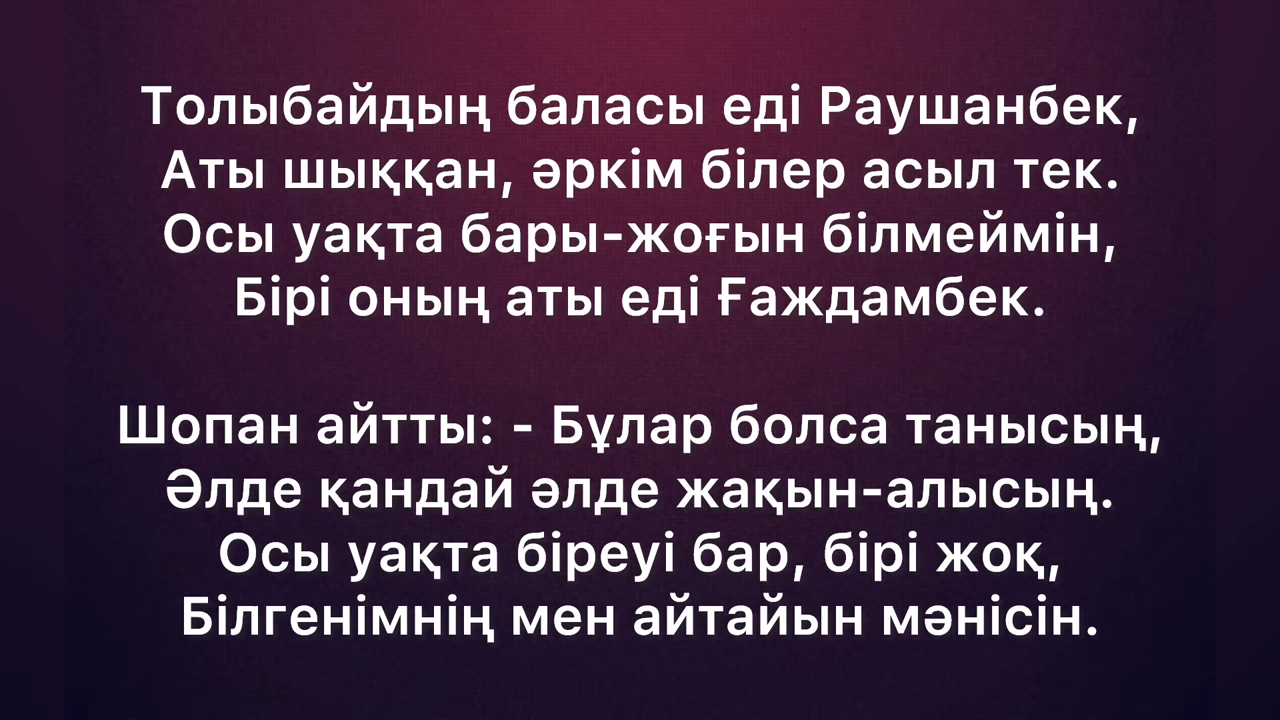 Толыбайдың баласы еді Раушанбек,
Аты шыққан, әркім білер асыл тек.
Осы уақта бары-жоғын білмеймін,
Бірі оның аты еді Ғаждамбек.
Шопан айтты: - Бұлар болса танысың,
Әлде қандай әлде жақын-алысың.
Осы уақта біреуі бар, бірі жоқ,
Білгенімнің мен айтайын мәнісін.